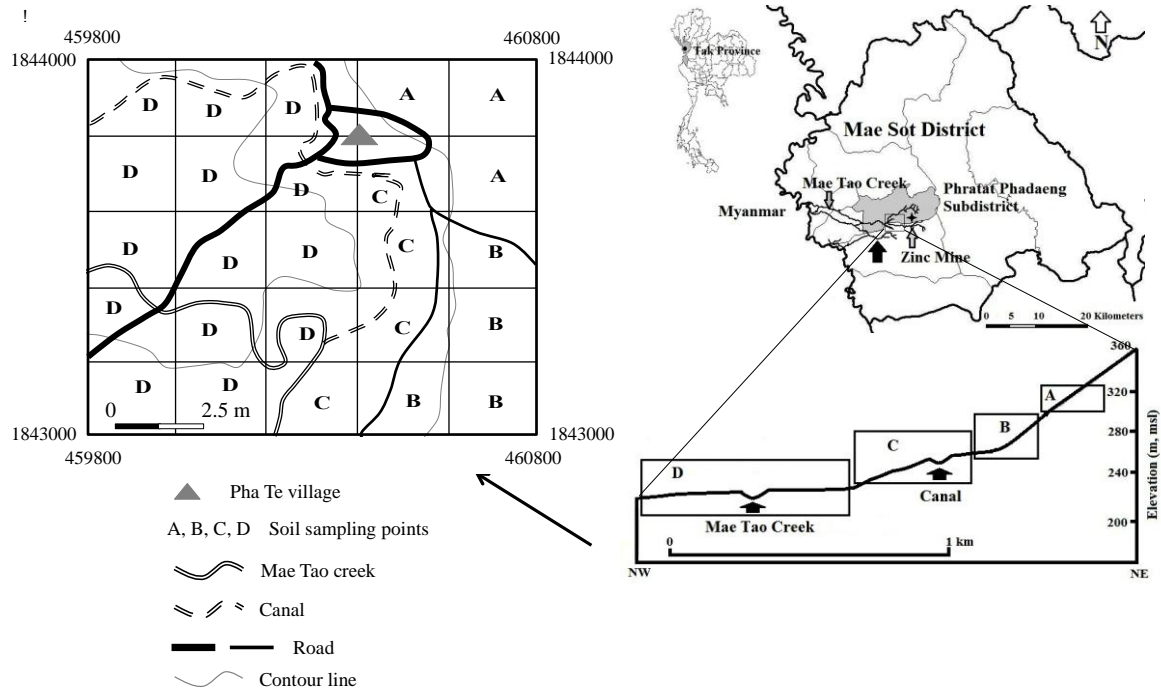 !
459800 460800
1844000 1844000
D D D A A
D D D C A
D D D C B
D D D C B
D D C B B
0 2.5 m
1843000 1843000
459800 460800
Pha Te village
A, B, C, D Soil sampling points
Mae Tao creek
Canal
Road
Contour line
Tak Province
N
Mae Sot District
Mae Tao Creek
Phratat Phadaeng
Subdistrict
Myanmar
Zinc Mine
0 5 10 20 Kilometers
360
320
280
240
200
Elevation (m, msl)
A
B
C
D
Canal
Mae Tao Creek
0 1 km
NW NE